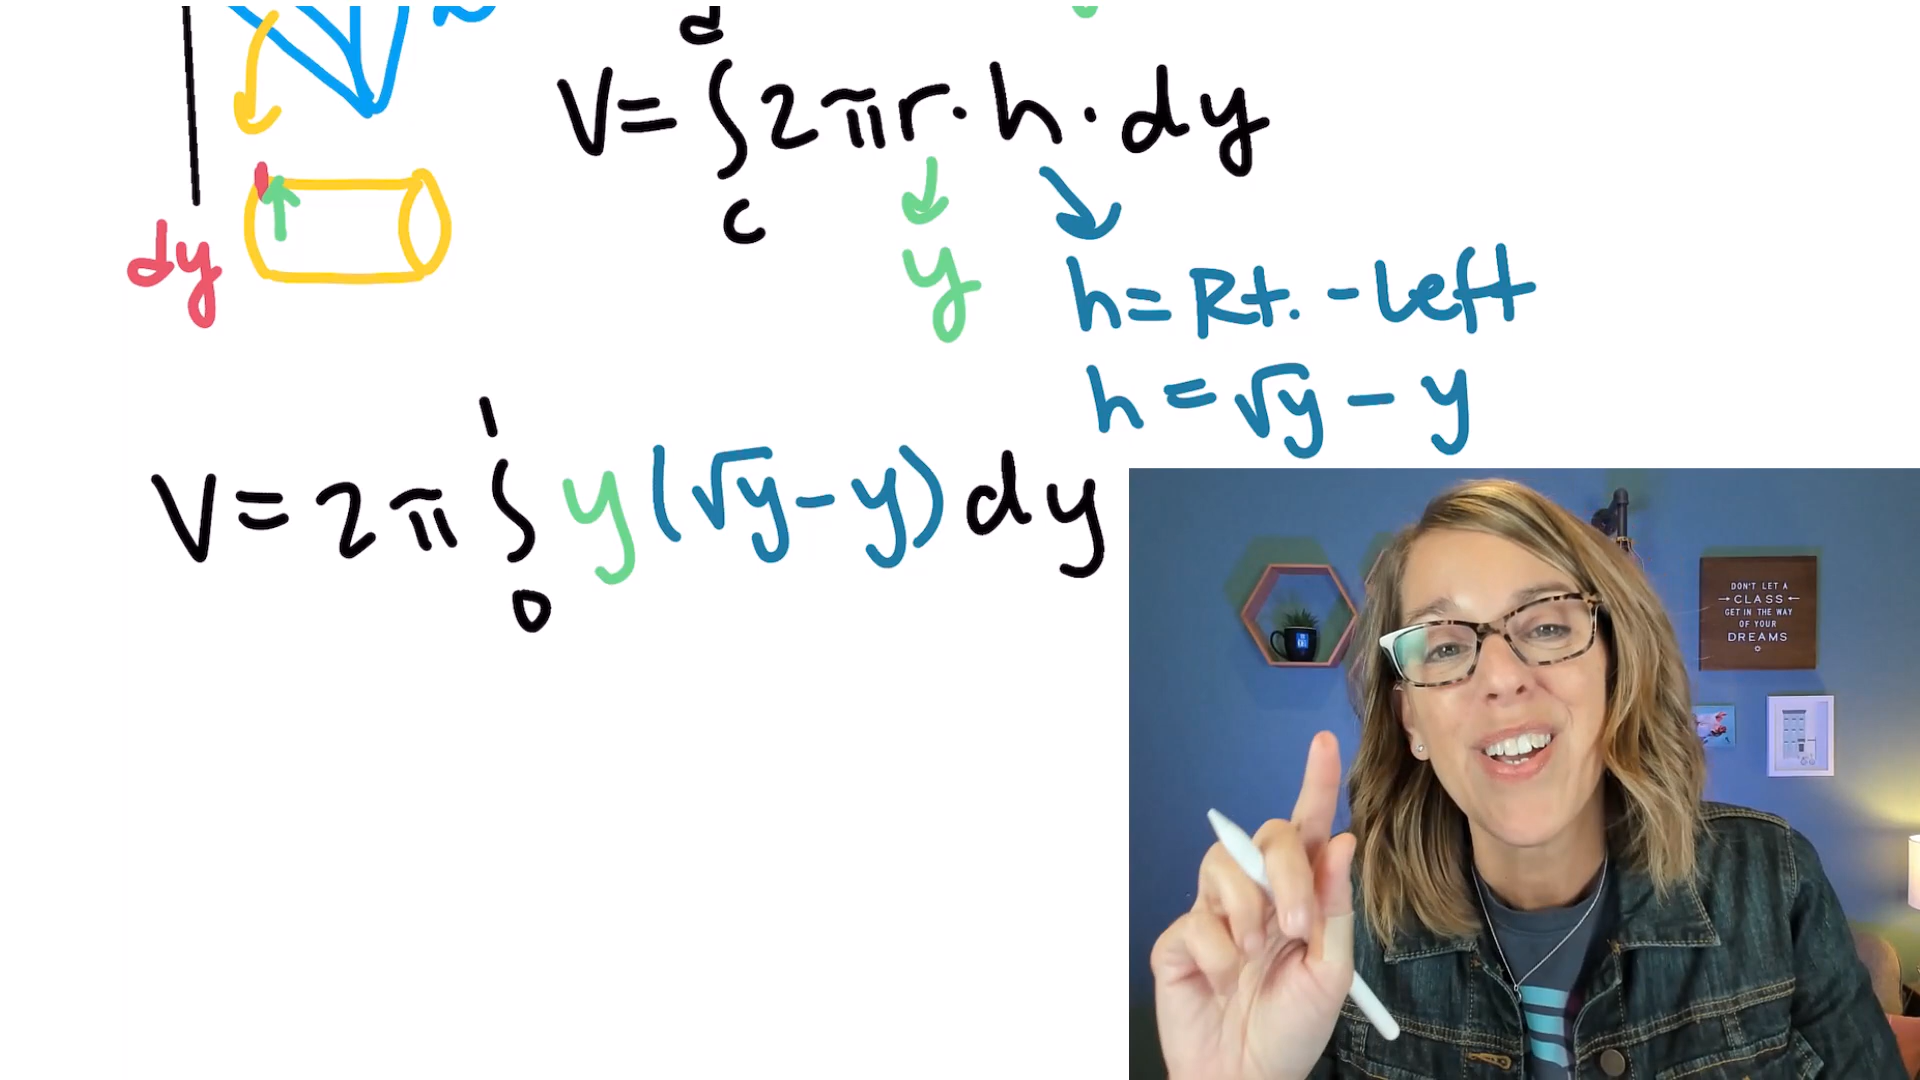 d
V = ∫ 2πr · h · dy
c
y
dy
h = Rt. - Left
h = √y - y
1
V = 2π ∫ y (√y - y) dy
0
DON'T LET A
CLASS
GET IN THE WAY
OF YOUR
DREAMS